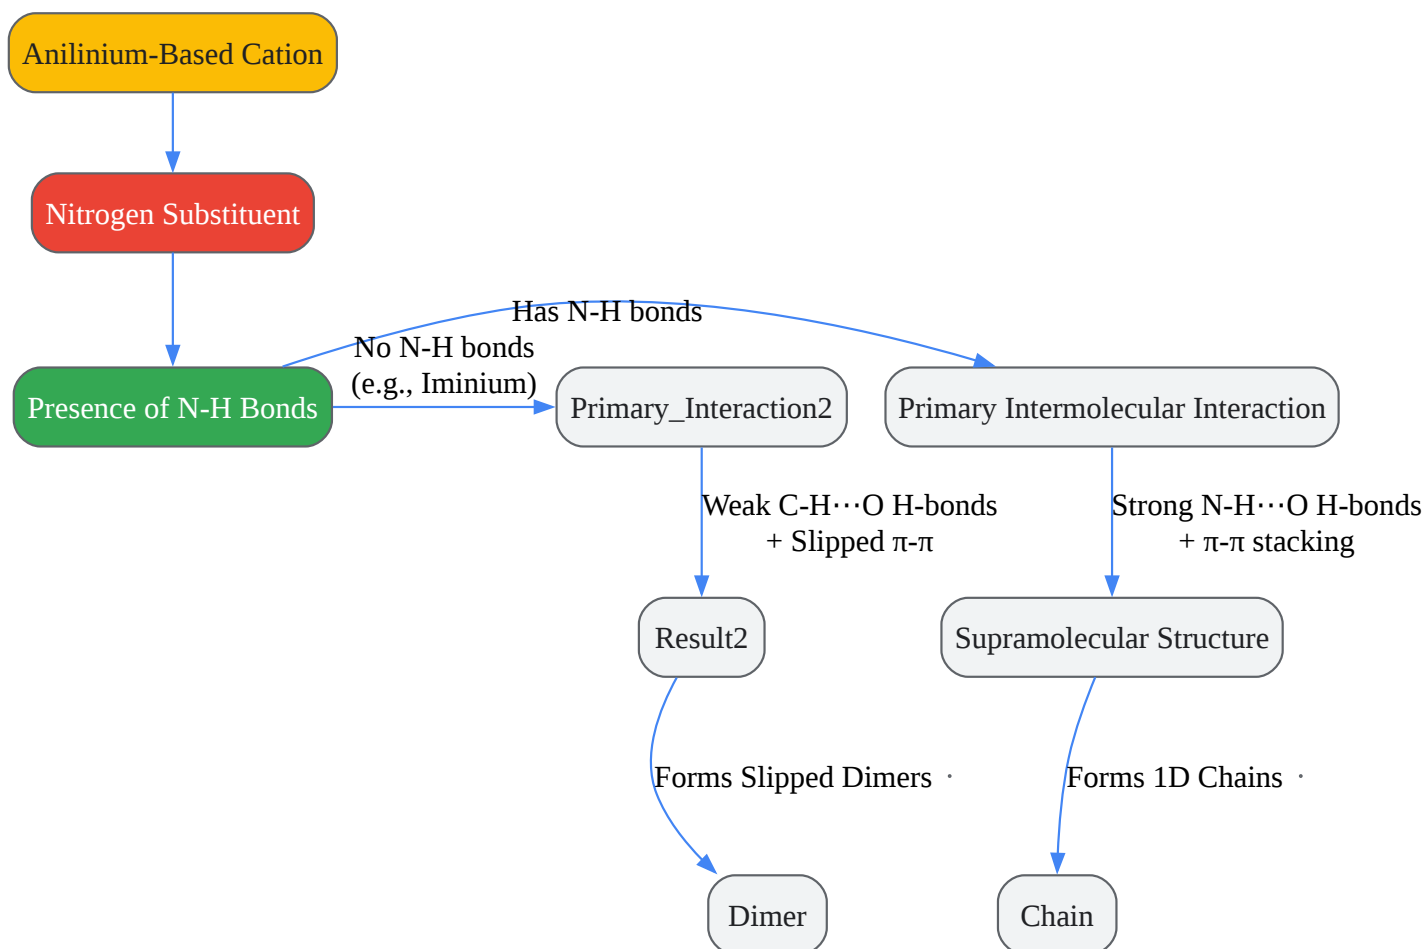 Anilinium-Based Cation
Nitrogen Substituent
Has N-H bonds
No N-H bonds
(e.g., Iminium)
Presence of N-H Bonds
Primary_Interaction2
Primary Intermolecular Interaction
Weak C-H⋯O H-bonds
+ Slipped π-π
Strong N-H⋯O H-bonds
+ π-π stacking
Result2
Supramolecular Structure
Forms Slipped Dimers
Forms 1D Chains
Dimer
Chain